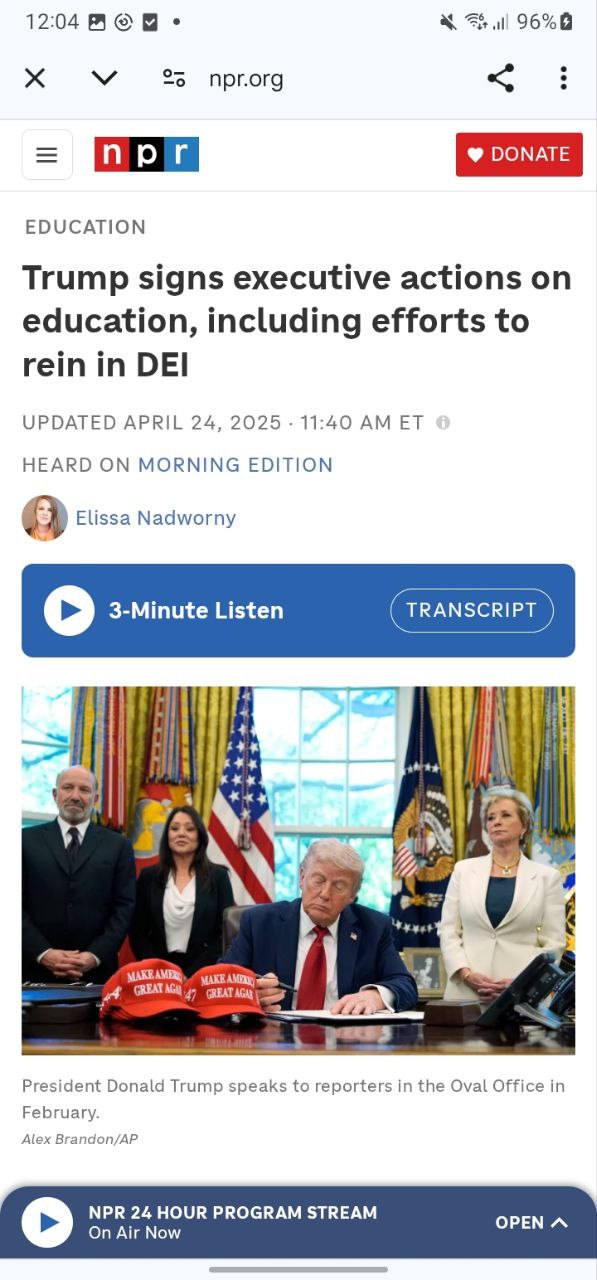 12:04
96%
npr.org
npr
DONATE
EDUCATION
Trump signs executive actions on
education, including efforts to
rein in DEI
UPDATED APRIL 24, 2025 · 11:40 AM ET
HEARD ON MORNING EDITION
Elissa Nadworny
3-Minute Listen
TRANSCRIPT
MAKE AMERICA
GREAT AGAIN
MAKE AMERICA
GREAT AGAIN
47
President Donald Trump speaks to reporters in the Oval Office in
February.
Alex Brandon/AP
NPR 24 HOUR PROGRAM STREAM
On Air Now
OPEN